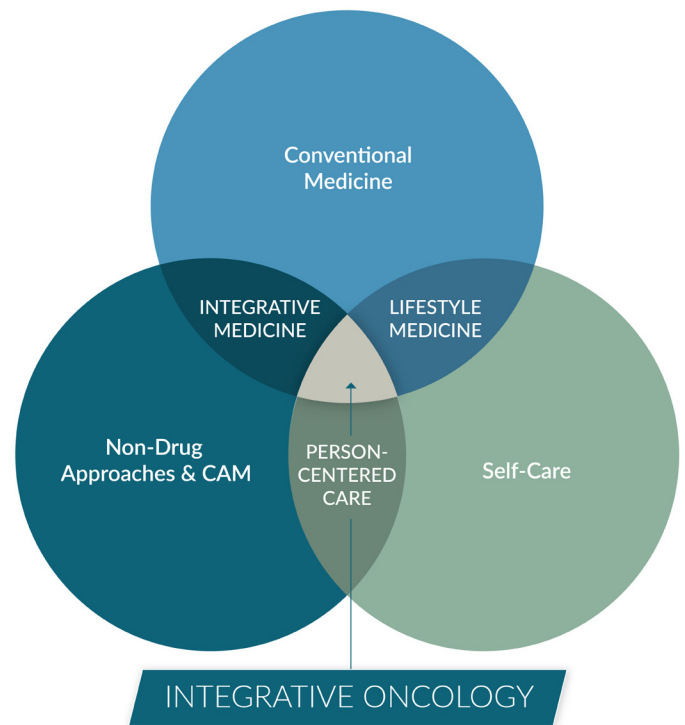 Conventional
Medicine
INTEGRATIVE
MEDICINE
LIFESTYLE
MEDICINE
Non-Drug
Approaches & CAM
PERSON-
CENTERED
CARE
Self-Care
INTEGRATIVE ONCOLOGY